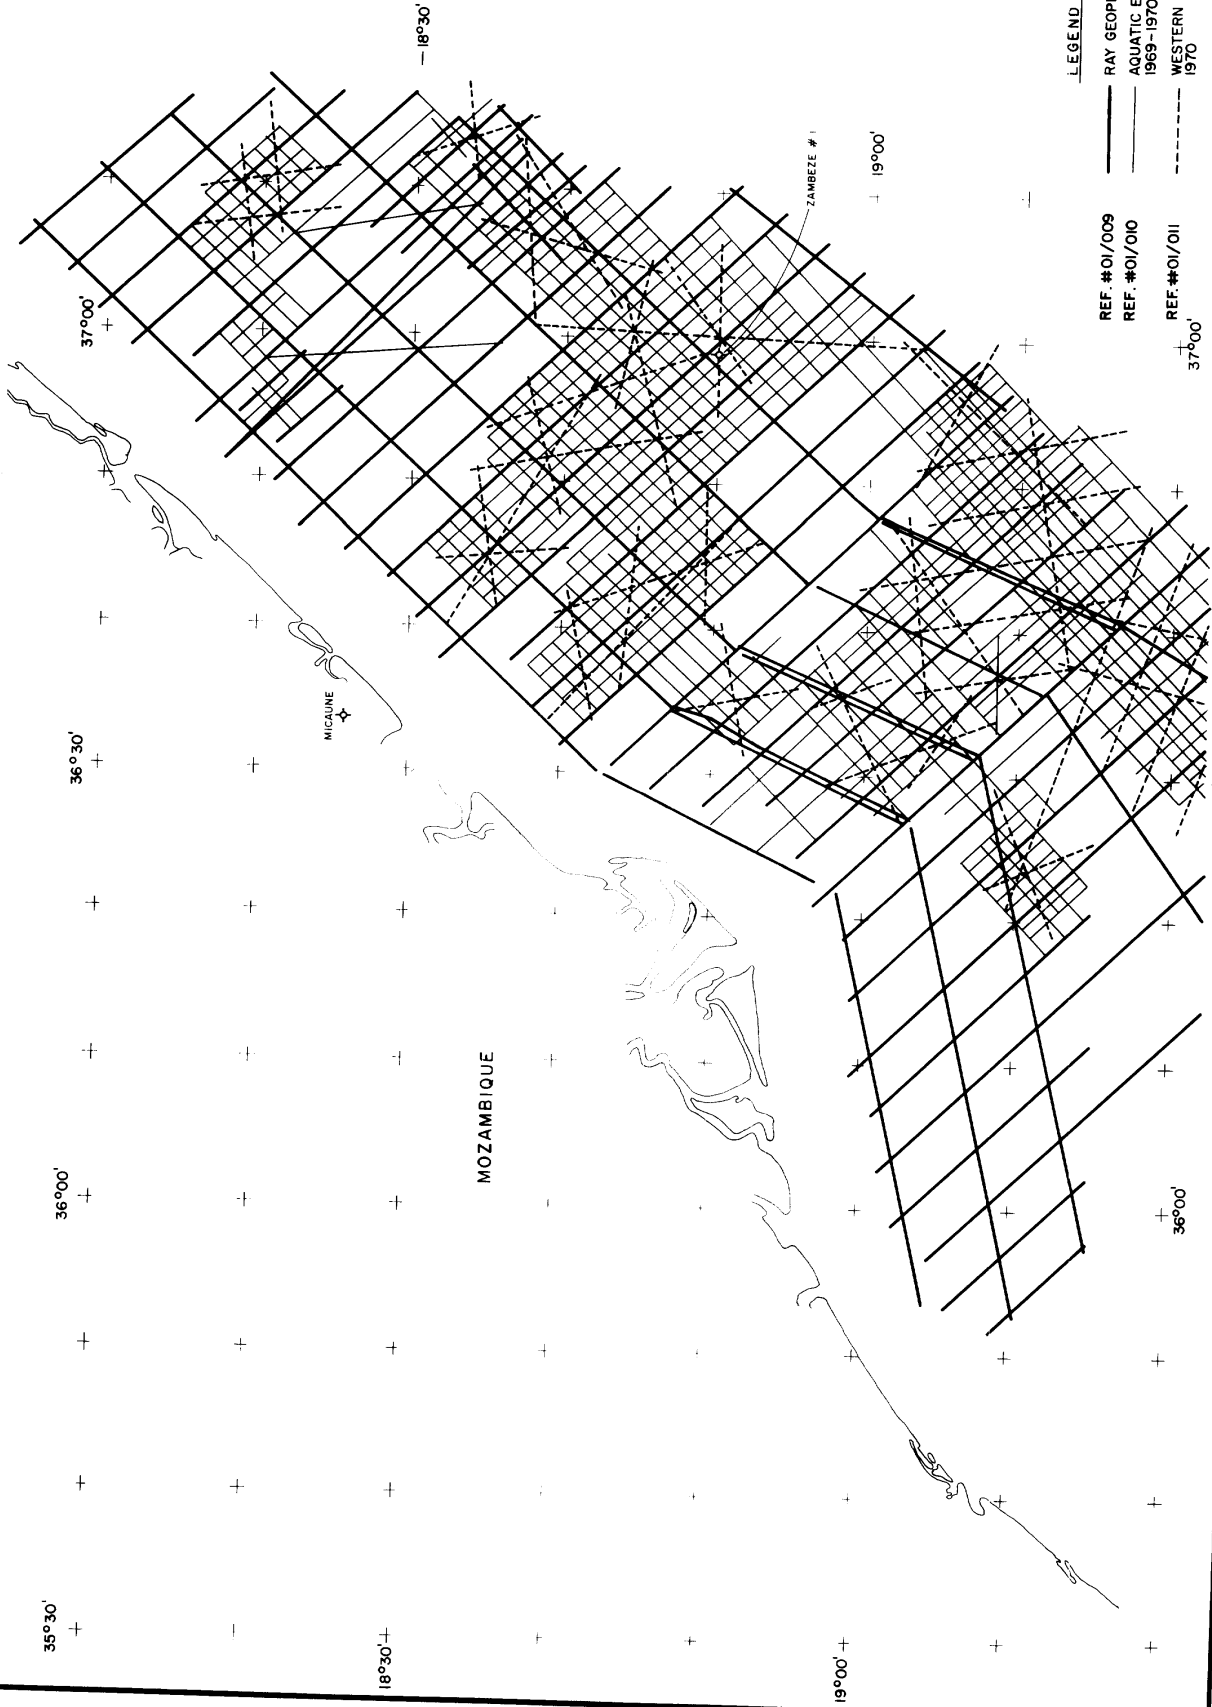 18°30'
LEGEND
REF. #01/009 RAY GEOP
REF. #01/010 AQUATIC E
1969-1970
REF. #01/011 WESTERN
1970
37°00'
19°00'
ZAMBEZE #1
37°00'
MICAUNE
36°30'
MOZAMBIQUE
36°00'
36°00'
35°30'
18°30'
19°00'